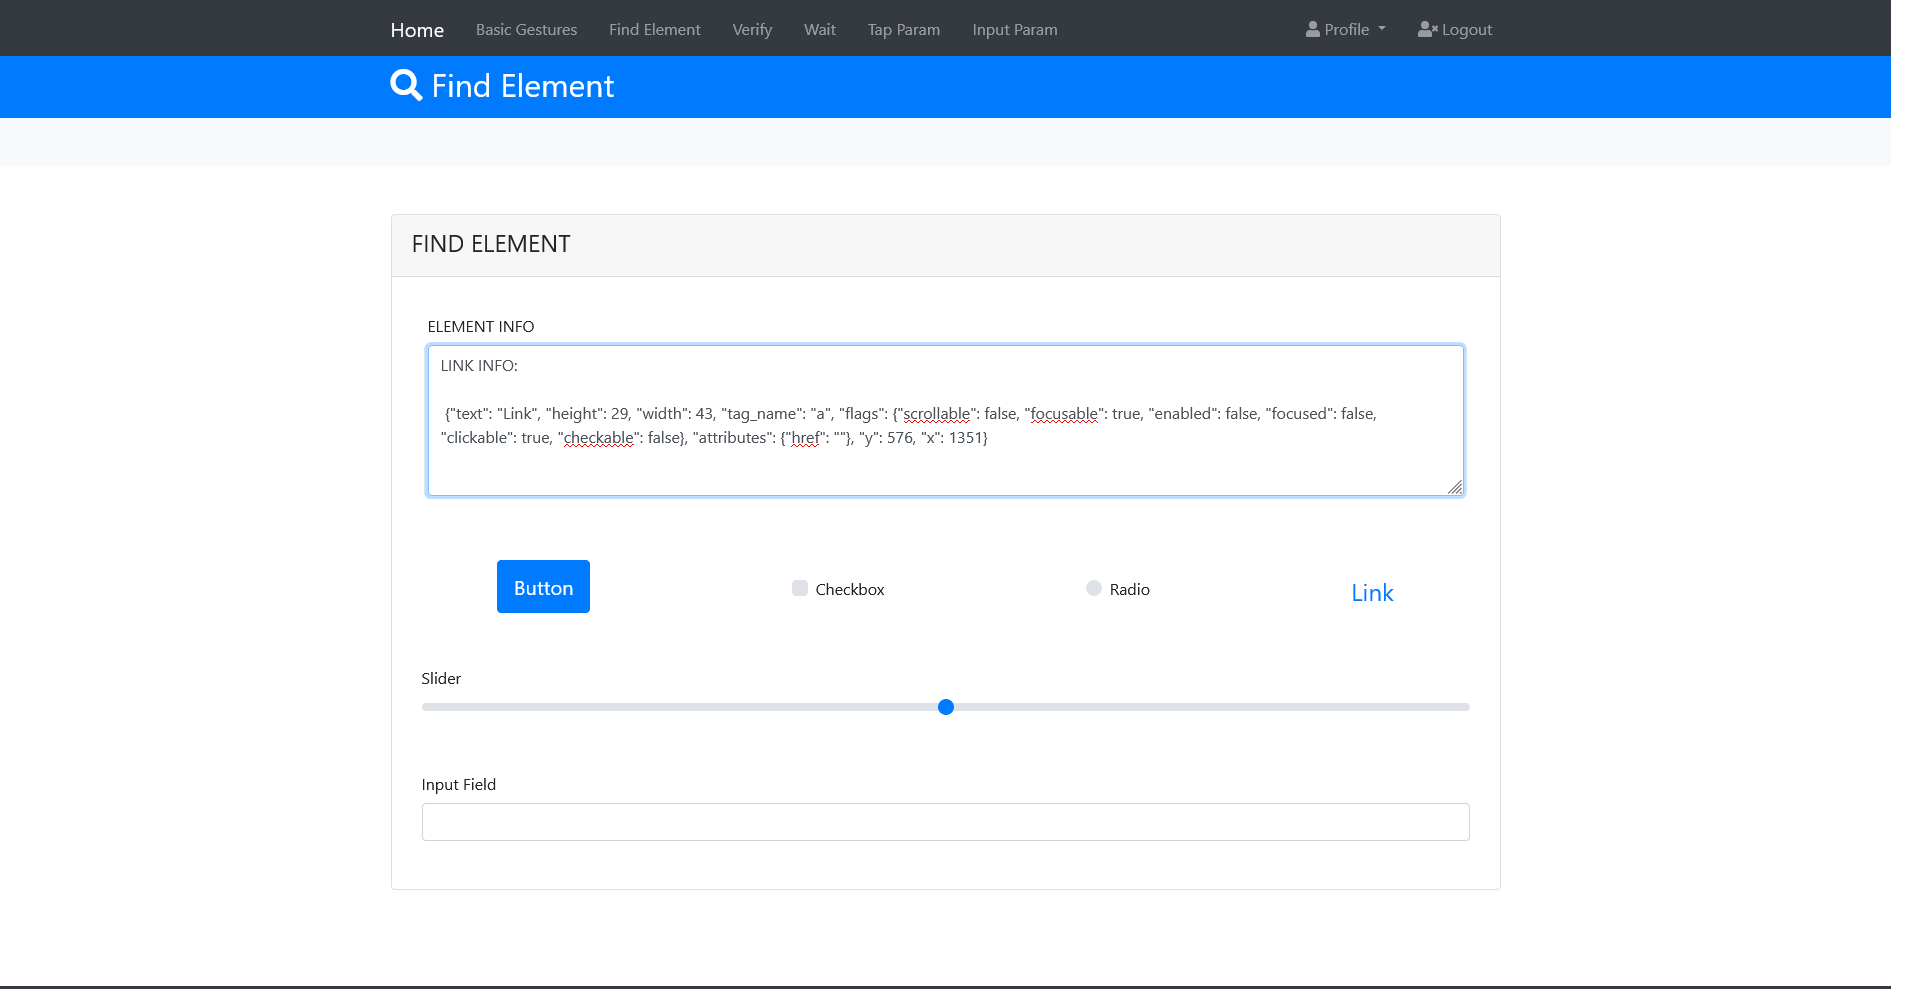 Home Basic Gestures Find Element Verify Wait Tap Param Input Param Profile Logout
Find Element
FIND ELEMENT
ELEMENT INFO
LINK INFO:
{"text": "Link", "height": 29, "width": 43, "tag_name": "a", "flags": {"scrollable": false, "focusable": true, "enabled": false, "focused": false,
"clickable": true, "checkable": false}, "attributes": {"href": ""}, "y": 576, "x": 1351}
Button Checkbox Radio Link
Slider
Input Field